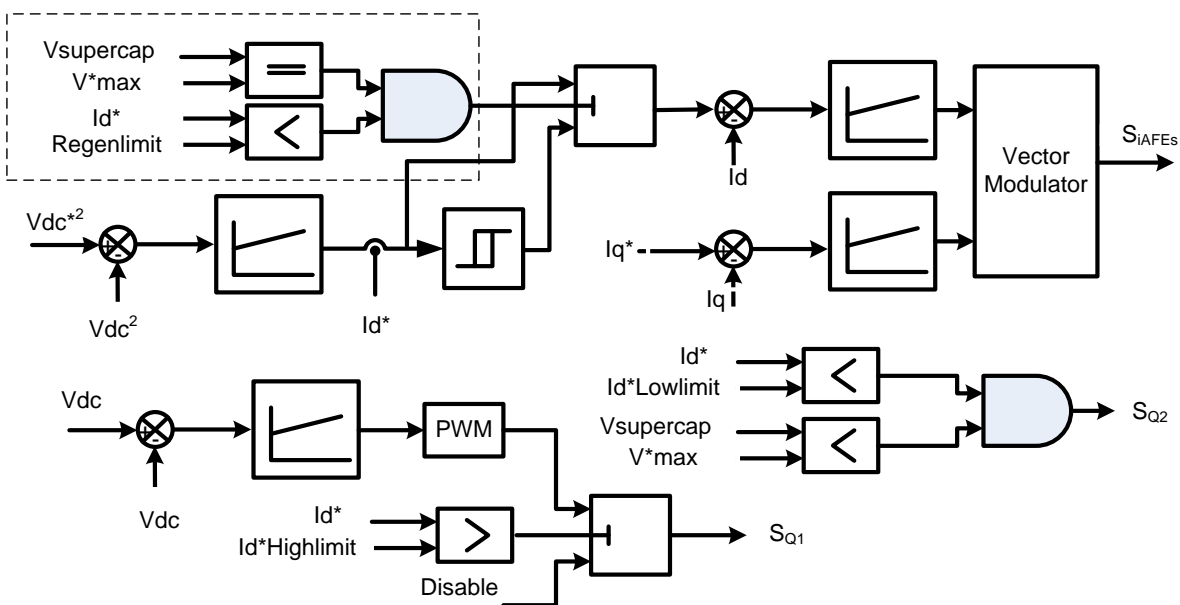 Vsupercap
V*max
Id*
Regenlimit
Vdc*2
Vdc2
Id*
Id
Iq*
Iq
Vector
Modulator
SiAFEs
Vdc
Vdc
PWM
Id*
Id*Highlimit
Disable
SQ1
Id*
Id*Lowlimit
Vsupercap
V*max
SQ2